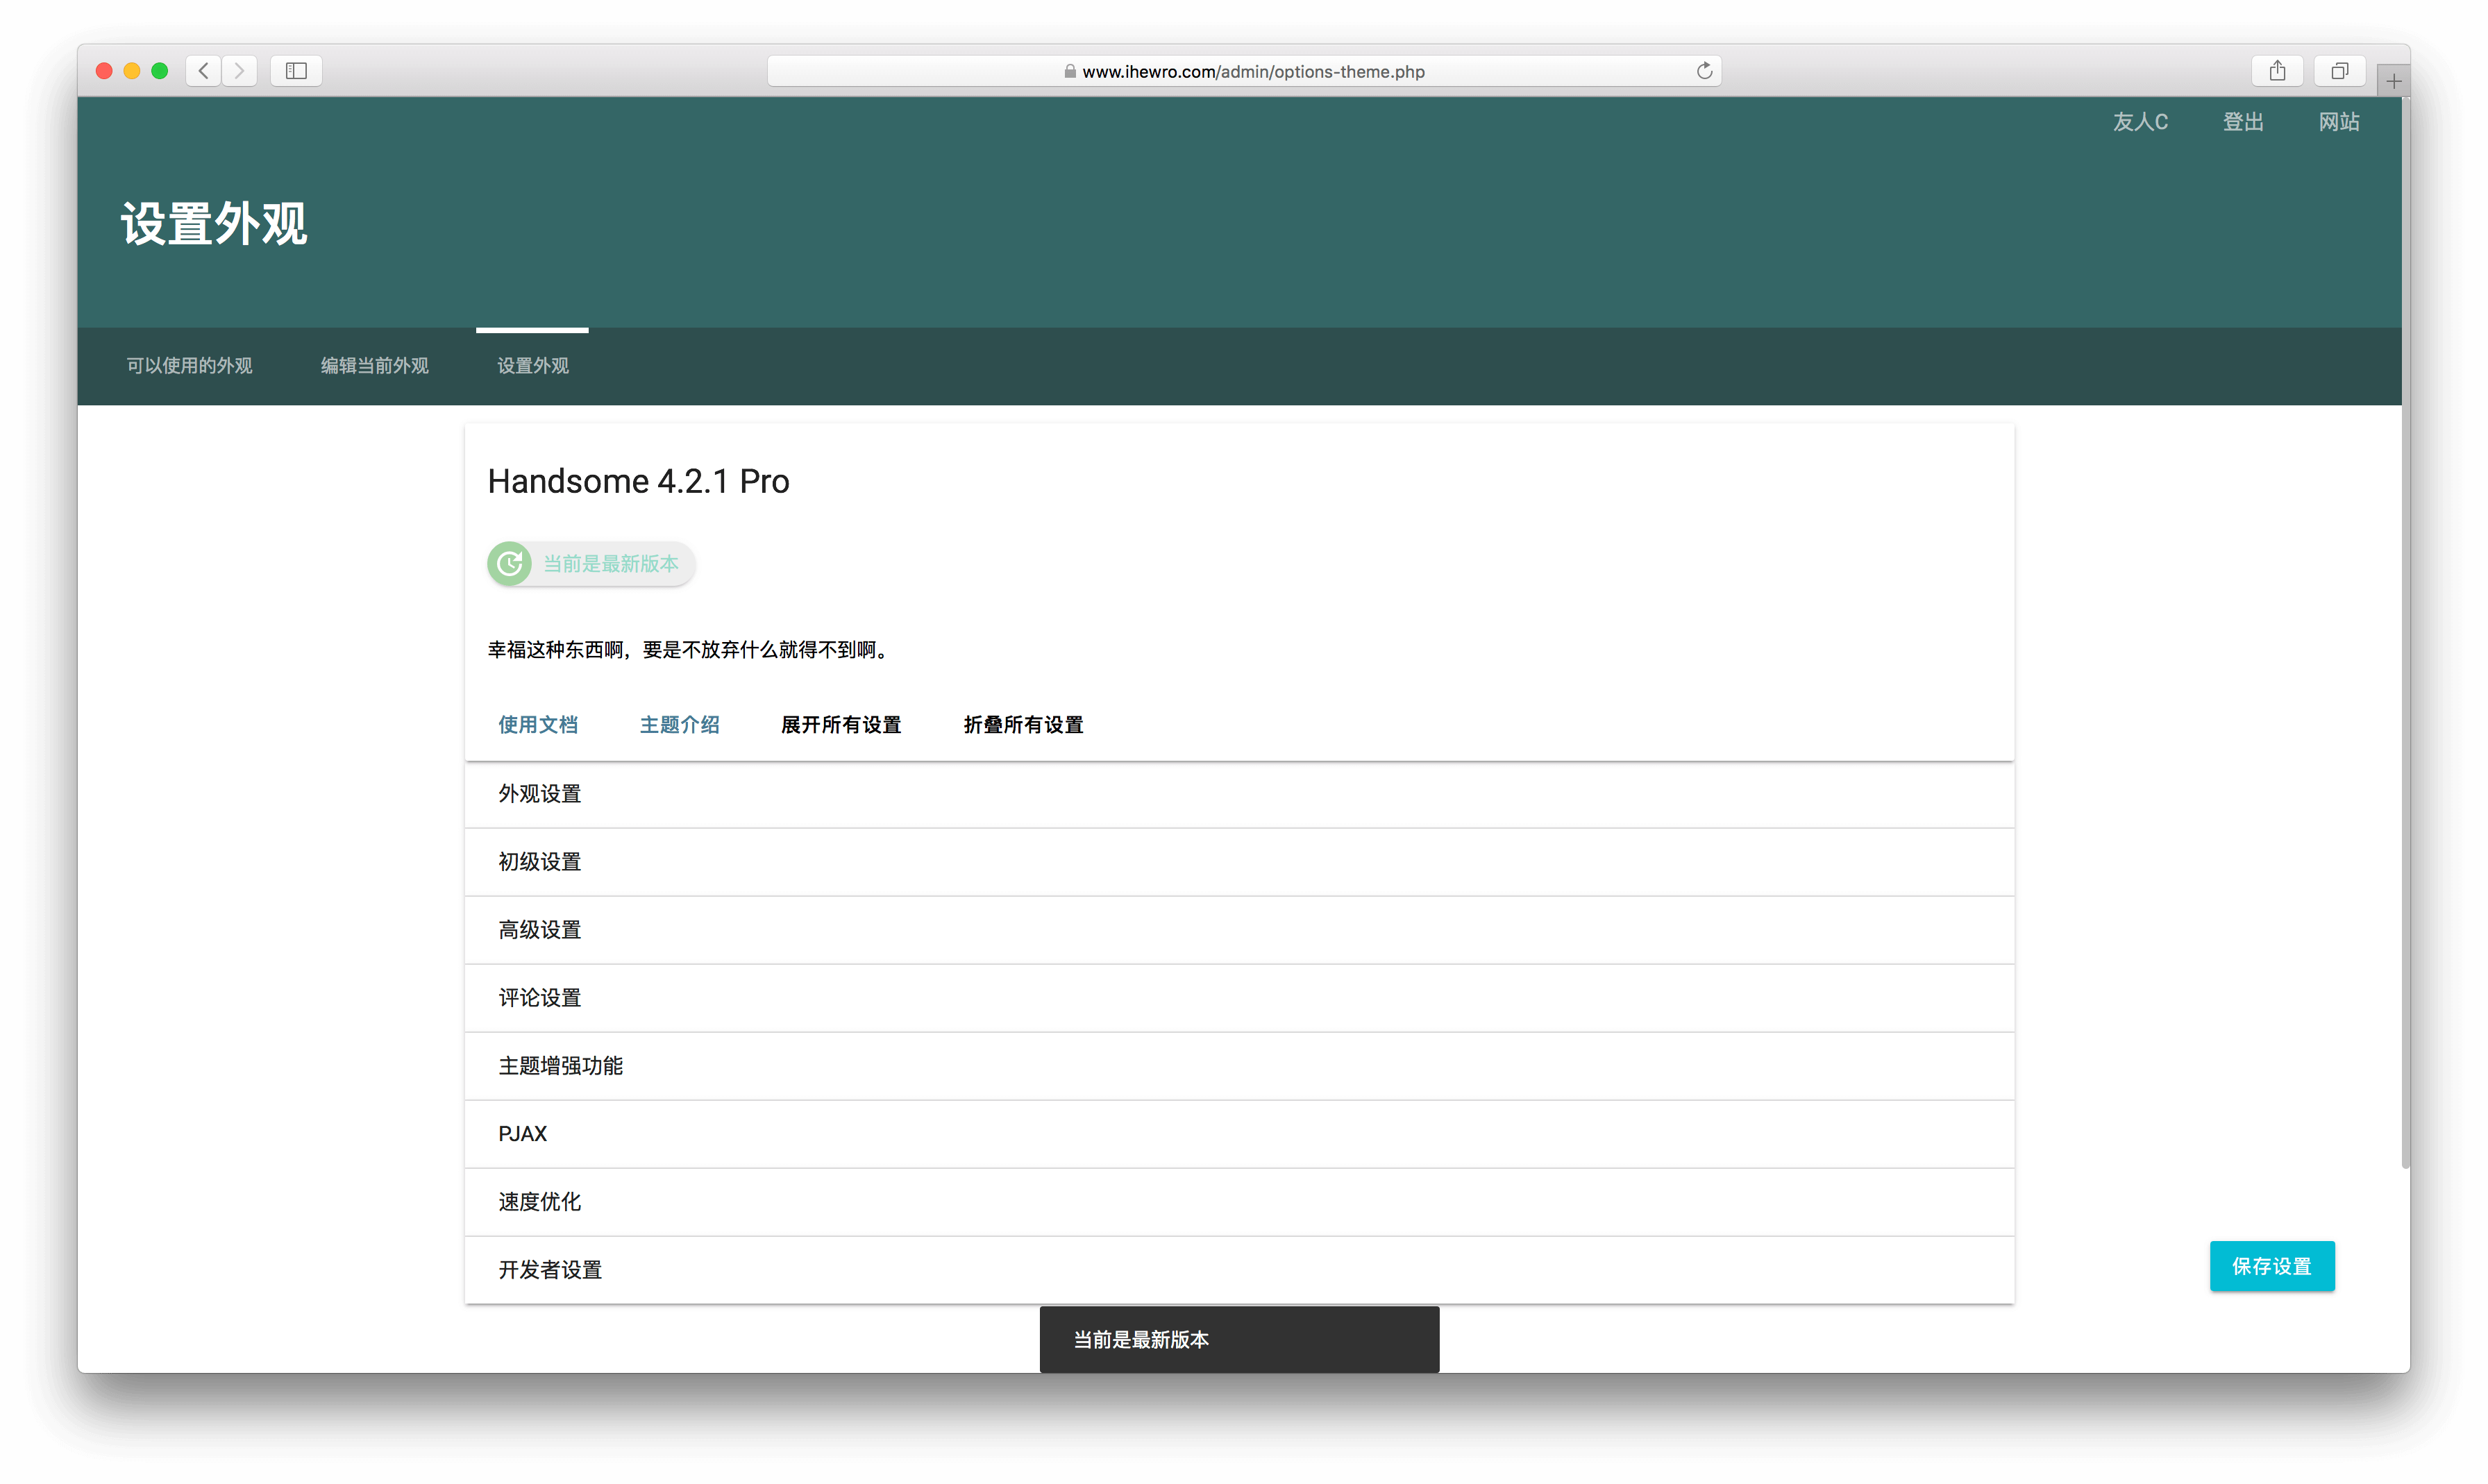 www.ihewro.com/admin/options-theme.php
友人C 登出 网站
设置外观
可以使用的外观 编辑当前外观 设置外观
Handsome 4.2.1 Pro
当前是最新版本
幸福这种东西啊，要是不放弃什么就得不到啊。
使用文档 主题介绍 展开所有设置 折叠所有设置
外观设置
初级设置
高级设置
评论设置
主题增强功能
PJAX
速度优化
开发者设置
保存设置
当前是最新版本